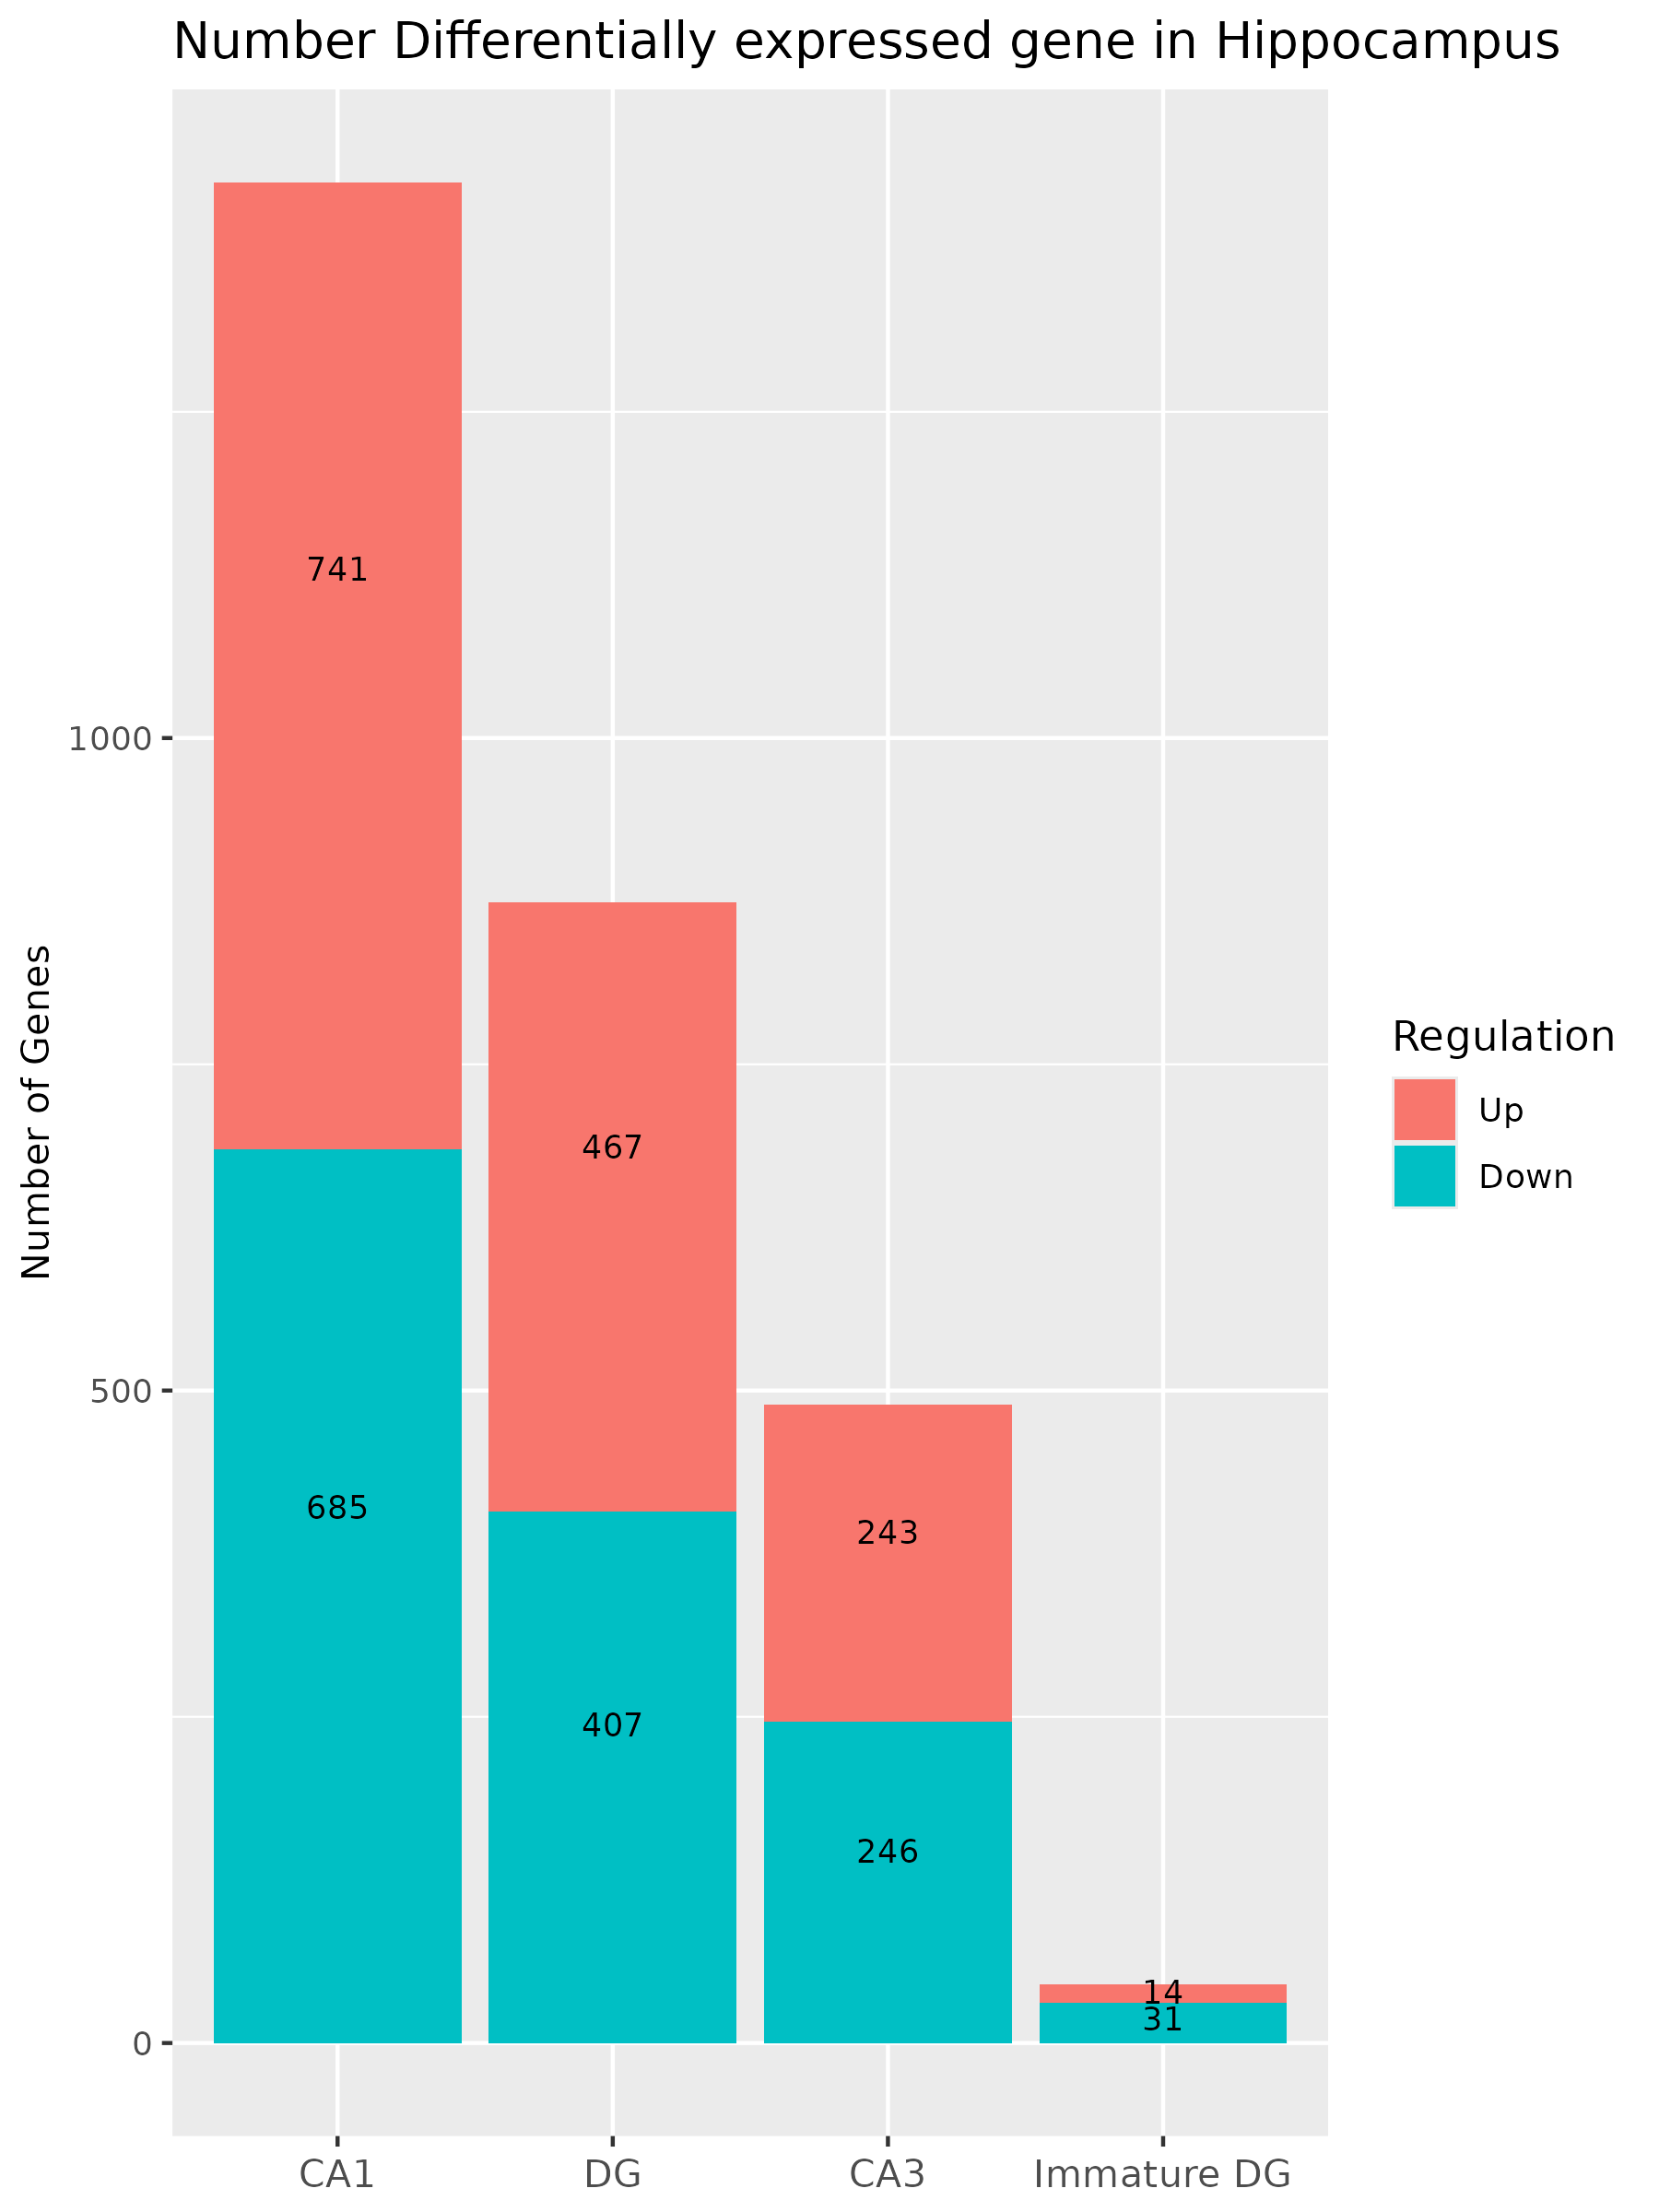 Number Differentially expressed gene in Hippocampus
Number of Genes
1000
500
0
741
685
467
407
243
246
14
31
CA1
DG
CA3
Immature DG
Regulation
Up
Down